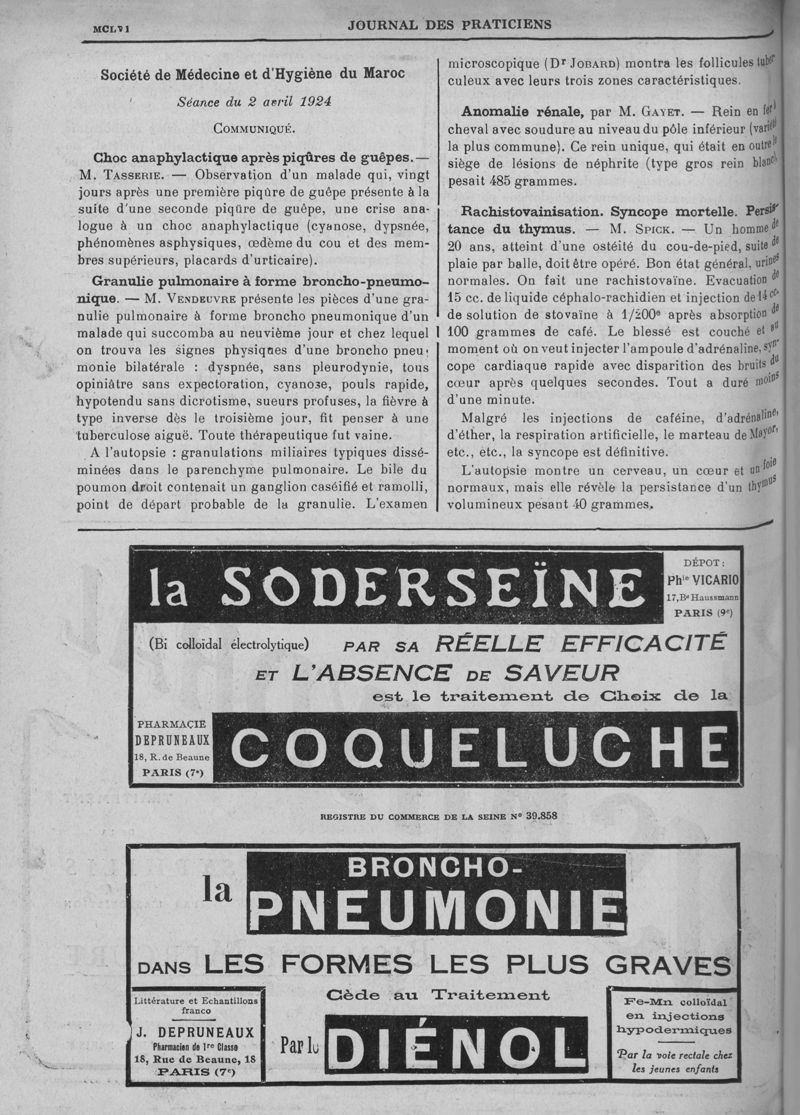 MCLVI
JOURNAL DES PRATICIENS
Société de Médecine et d'Hygiène du Maroc
Séance du 2 avril 1924
COMMUNIQUÉ.
Choc anaphylactique après piqûres de guêpes. —
M. TASSERIE. — Observation d'un malade qui, vingt
jours après une première piqûre de guêpe présente à la
suite d'une seconde piqûre de guêpe, une crise ana-
logue à un choc anaphylactique (cyanose, dypsnée,
phénomènes asphysiques, œdème du cou et des mem-
bres supérieurs, placards d'urticaire).
Granulie pulmonaire à forme broncho-pneumo-
nique. — M. VENDEUVRE présente les pièces d'une gra-
nulie pulmonaire à forme broncho pneumonique d'un
malade qui succomba au neuvième jour et chez lequel
on trouva les signes physiqnes d'une broncho pneu-
monie bilatérale : dyspnée, sans pleurodynie, tous
opiniâtre sans expectoration, cyanose, pouls rapide,
hypotendu sans dicrotisme, sueurs profuses, la fièvre à
type inverse dès le troisième jour, fit penser à une
tuberculose aiguë. Toute thérapeutique fut vaine.
A l'autopsie : granulations miliaires typiques dissé-
minées dans le parenchyme pulmonaire. Le bile du
poumon droit contenait un ganglion caséifié et ramolli,
point de départ probable de la granulie. L'examen
microscopique (Dr JOBARD) montra les follicules tuber
culeux avec leurs trois zones caractéristiques.
Anomalie rénale, par M. GAYET. — Rein en fer à
cheval avec soudure au niveau du pôle inférieur (variété
la plus commune). Ce rein unique, qui était en outre le
siège de lésions de néphrite (type gros rein blanc),
pesait 485 grammes.
Rachistovainisation. Syncope mortelle. Persis-
tance du thymus. — M. SPICK. — Un homme de
20 ans, atteint d'une ostéité du cou-de-pied, suite de
plaie par balle, doit être opéré. Bon état général, urines
normales. On fait une rachistovaïne. Evacuation de
15 cc. de liquide céphalo-rachidien et injection de 14 cc.
de solution de stovaïne à 1/200e après absorption de
100 grammes de café. Le blessé est couché et au
moment où on veut injecter l'ampoule d'adrénaline, syn-
cope cardiaque rapide avec disparition des bruits du
cœur après quelques secondes. Tout a duré moins
d'une minute.
Malgré les injections de caféine, d'adrénaline,
d'éther, la respiration artificielle, le marteau de Mayor,
etc., etc., la syncope est définitive.
L'autopsie montre un cerveau, un cœur et un foie
normaux, mais elle révèle la persistance d'un thymus
volumineux pesant 40 grammes.
la SODERSEÏNE
DÉPOT :
Phie VICARIO
17, Bd Haussmann
PARIS (9e)
(Bi colloïdal électrolytique) PAR SA RÉELLE EFFICACITÉ
ET L'ABSENCE DE SAVEUR
est le traitement de Choix de la
PHARMACIE
DEPRUNEAUX
18, R. de Beaune
PARIS (7e)
COQUELUCHE
REGISTRE DU COMMERCE DE LA SEINE No 39.858
la BRONCHO-
PNEUMONIE
DANS LES FORMES LES PLUS GRAVES
Cède au Traitement
Littérature et Echantillons
franco
J. DEPRUNEAUX
Pharmacien de 1re Classe
18, Rue de Beaune, 18
PARIS (7e)
Par le DIÉNOL
Fe-Mn colloïdal
en injections
hypodermiques
Par la voie rectale chez
les jeunes enfants